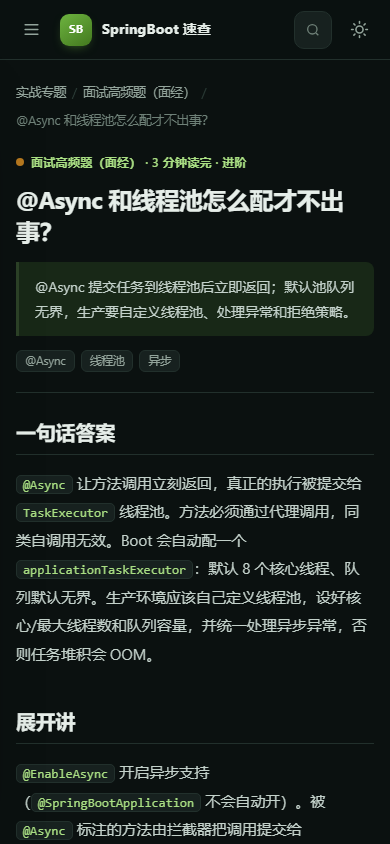 SB SpringBoot 速查
实战专题 / 面试高频题（面经） /
@Async 和线程池怎么配才不出事？
面试高频题（面经） · 3 分钟读完 · 进阶
@Async 和线程池怎么配才不出
事？
@Async 提交任务到线程池后立即返回；默认池队列
无界，生产要自定义线程池、处理异常和拒绝策略。
@Async 线程池 异步
一句话答案
@Async 让方法调用立刻返回，真正的执行被提交给
TaskExecutor 线程池。方法必须通过代理调用，同
类自调用无效。Boot 会自动配一个
applicationTaskExecutor：默认 8 个核心线程、队
列默认无界。生产环境应该自己定义线程池，设好核
心/最大线程数和队列容量，并统一处理异步异常，否
则任务堆积会 OOM。
展开讲
@EnableAsync 开启异步支持
（@SpringBootApplication 不会自动开）。被
@Async 标注的方法由拦截器把调用提交给